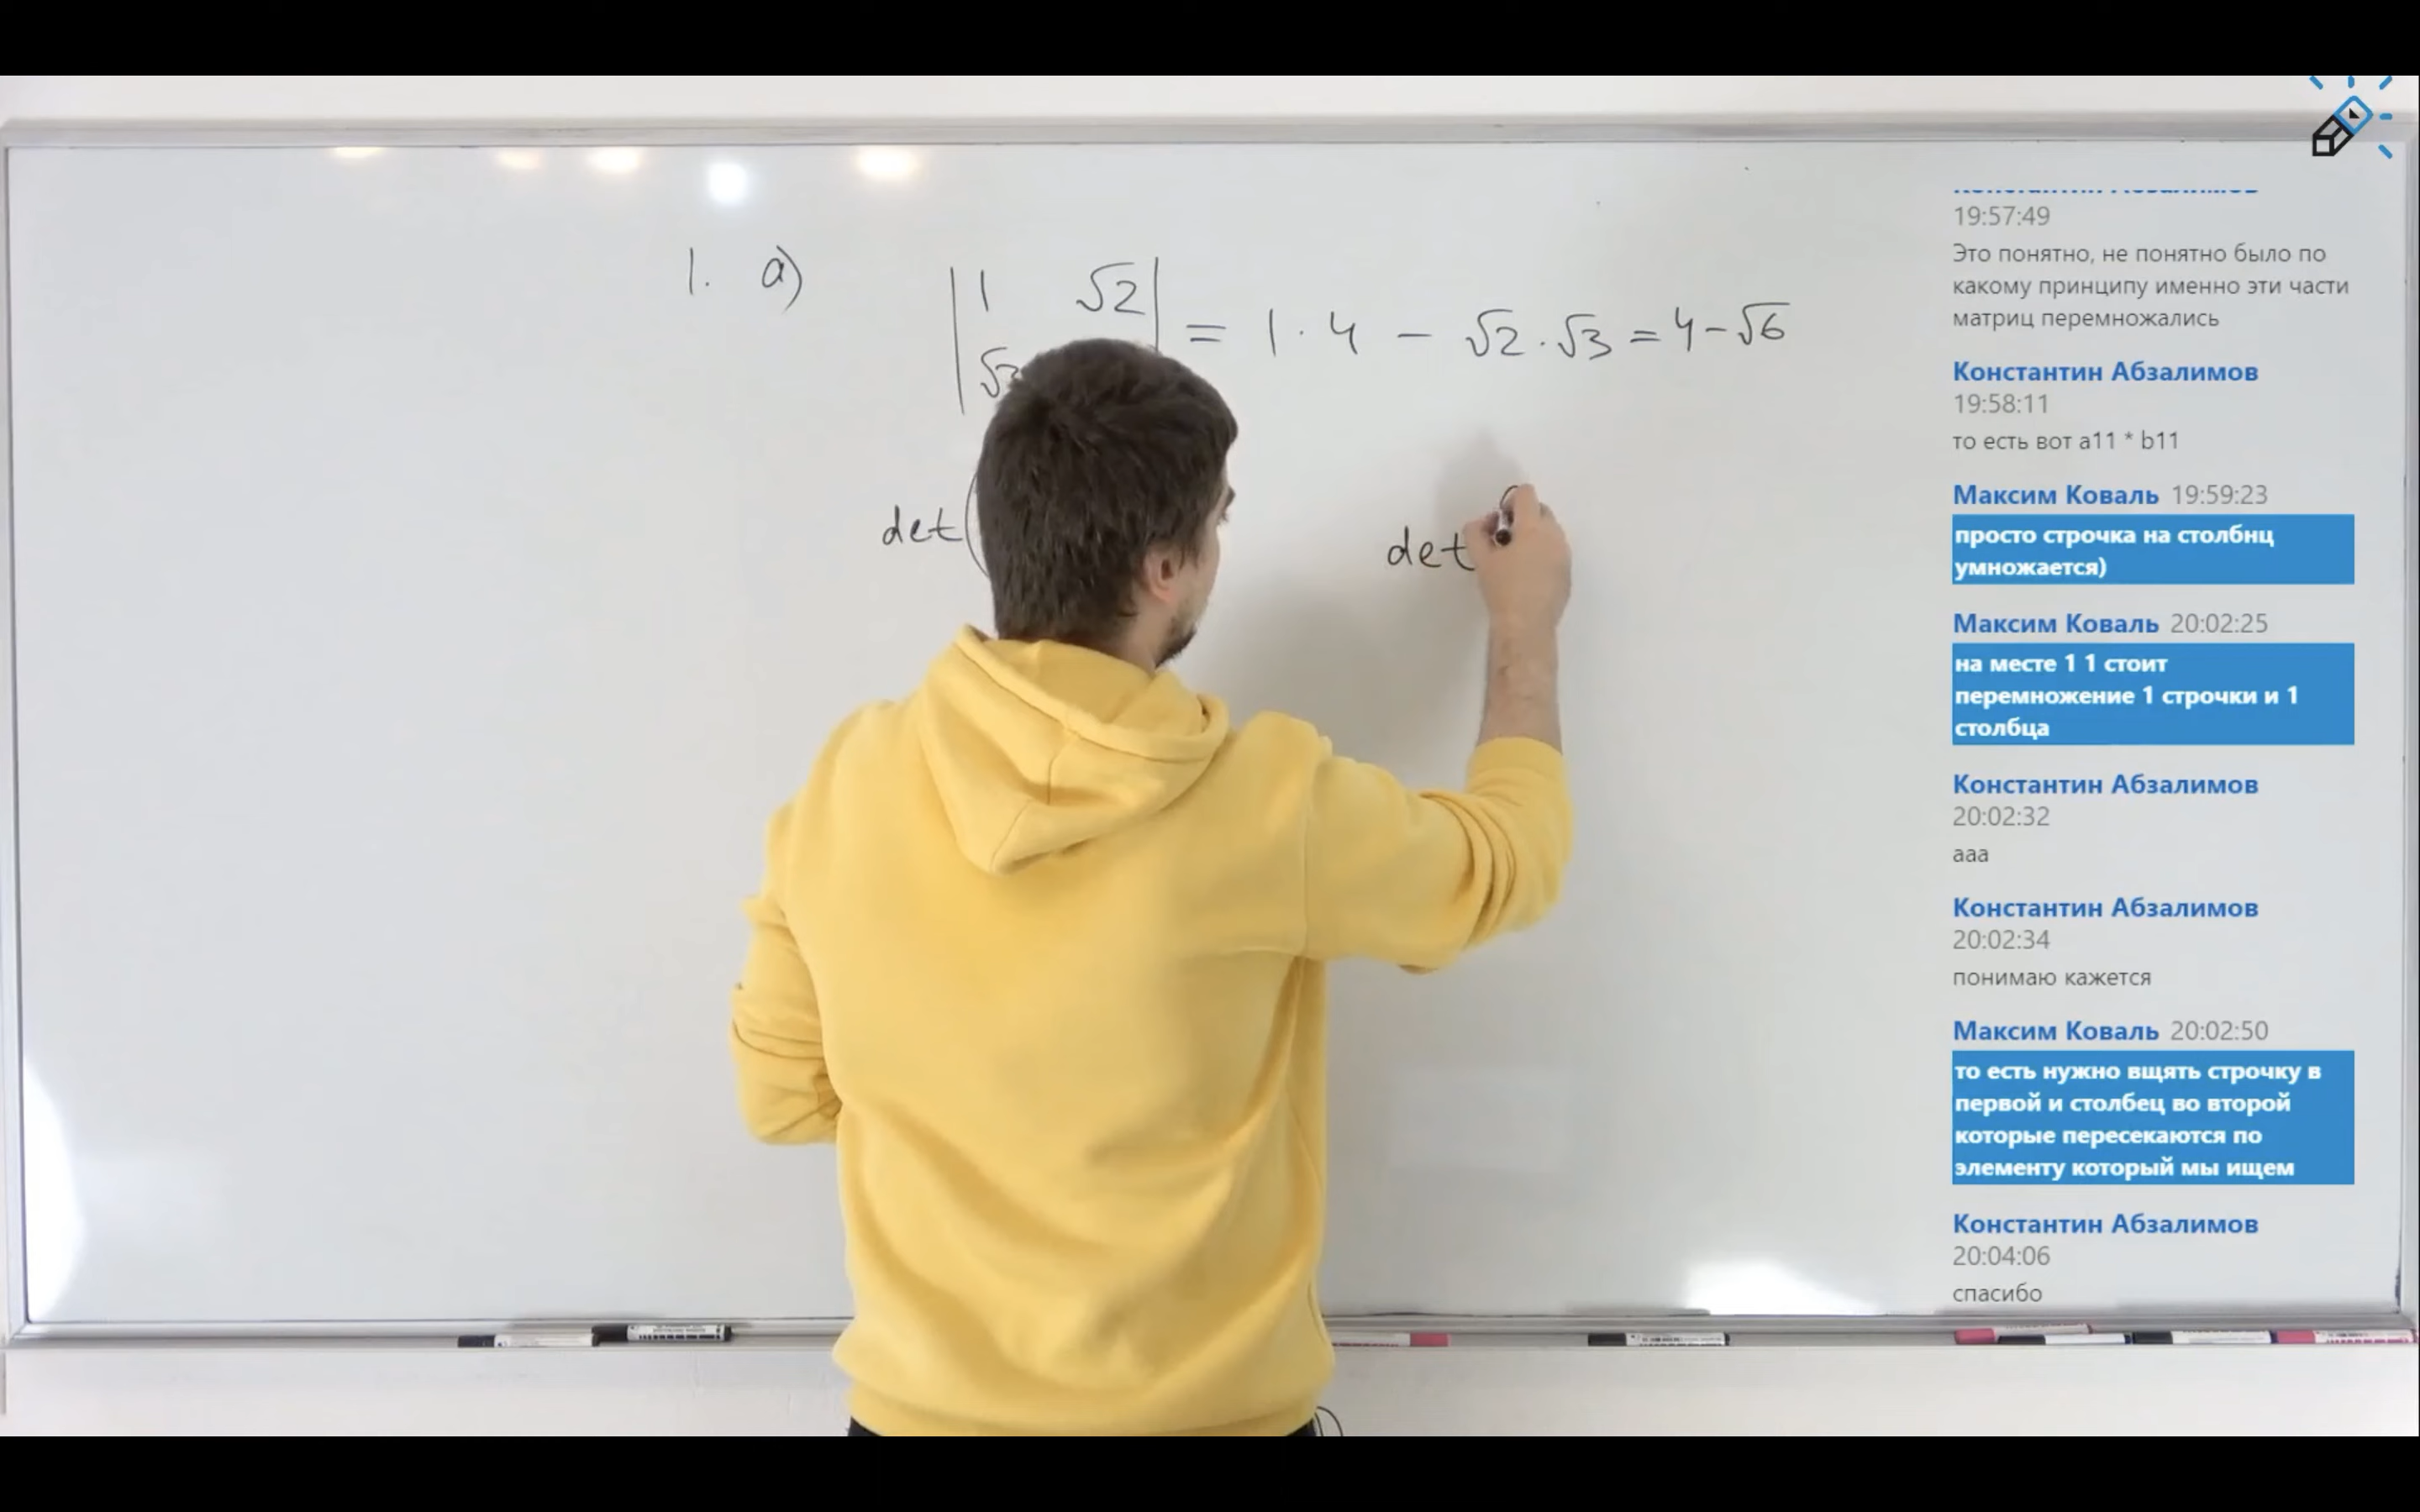 1. a)
|1 √2|
= 1 · 4 − √2 · √3 = 4 − √6
det(
det
19:57:49
Это понятно, не понятно было по
какому принципу именно эти части
матриц перемножались
Константин Абзалимов
19:58:11
то есть вот a11 * b11
Максим Коваль 19:59:23
просто строчка на столбнц
умножается)
Максим Коваль 20:02:25
на месте 1 1 стоит
перемножение 1 строчки и 1
столбца
Константин Абзалимов
20:02:32
ааа
Константин Абзалимов
20:02:34
понимаю кажется
Максим Коваль 20:02:50
то есть нужно вщять строчку в
первой и столбец во второй
которые пересекаются по
элементу который мы ищем
Константин Абзалимов
20:04:06
спасибо